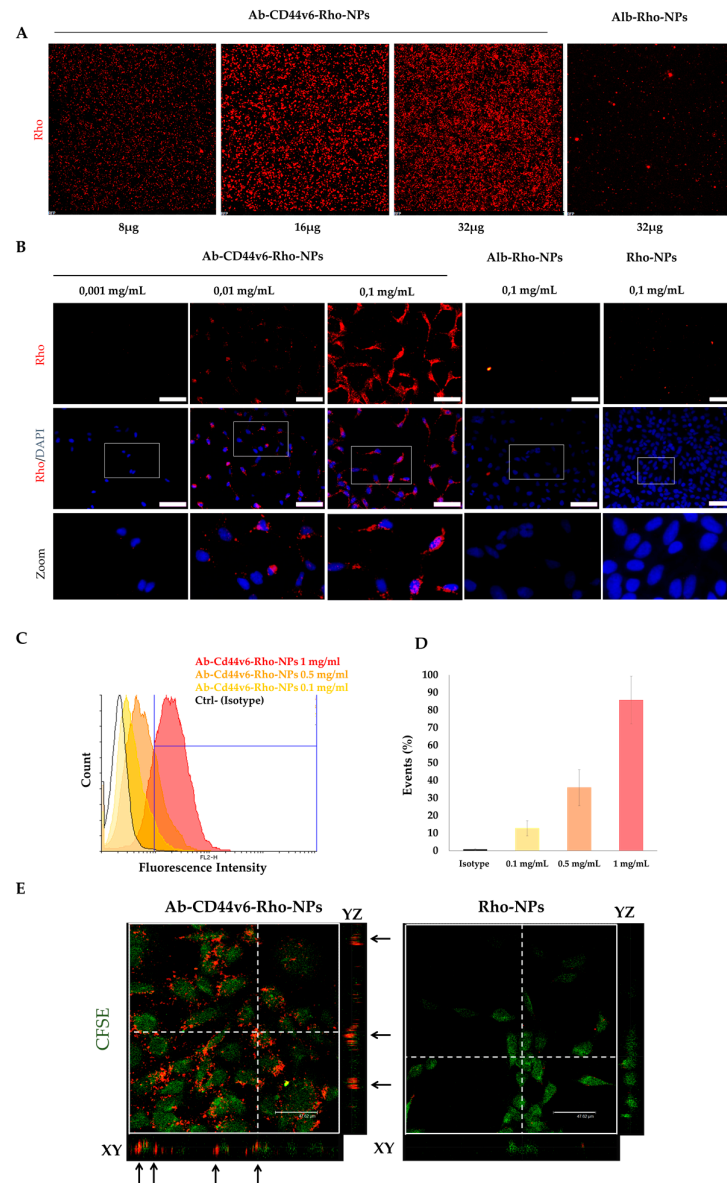 Ab-CD44v6-Rho-NPs Alb-Rho-NPs
A
Rho
8µg 16µg 32µg 32µg
B
Ab-CD44v6-Rho-NPs Alb-Rho-NPs Rho-NPs
0,001 mg/mL 0,01 mg/mL 0,1 mg/mL 0,1 mg/mL 0,1 mg/mL
Rho
Rho/DAPI
Zoom
C
Ab-Cd44v6-Rho-NPs 1 mg/ml
Ab-Cd44v6-Rho-NPs 0.5 mg/ml
Ab-Cd44v6-Rho-NPs 0.1 mg/ml
Ctrl- (Isotype)
Count
FL2-H
Fluorescence Intensity
D
100
90
80
70
60
50
40
30
20
10
0
Events (%)
Isotype 0.1 mg/mL 0.5 mg/mL 1 mg/mL
E
Ab-CD44v6-Rho-NPs YZ Rho-NPs YZ
CFSE
47.62 µm
XY XY